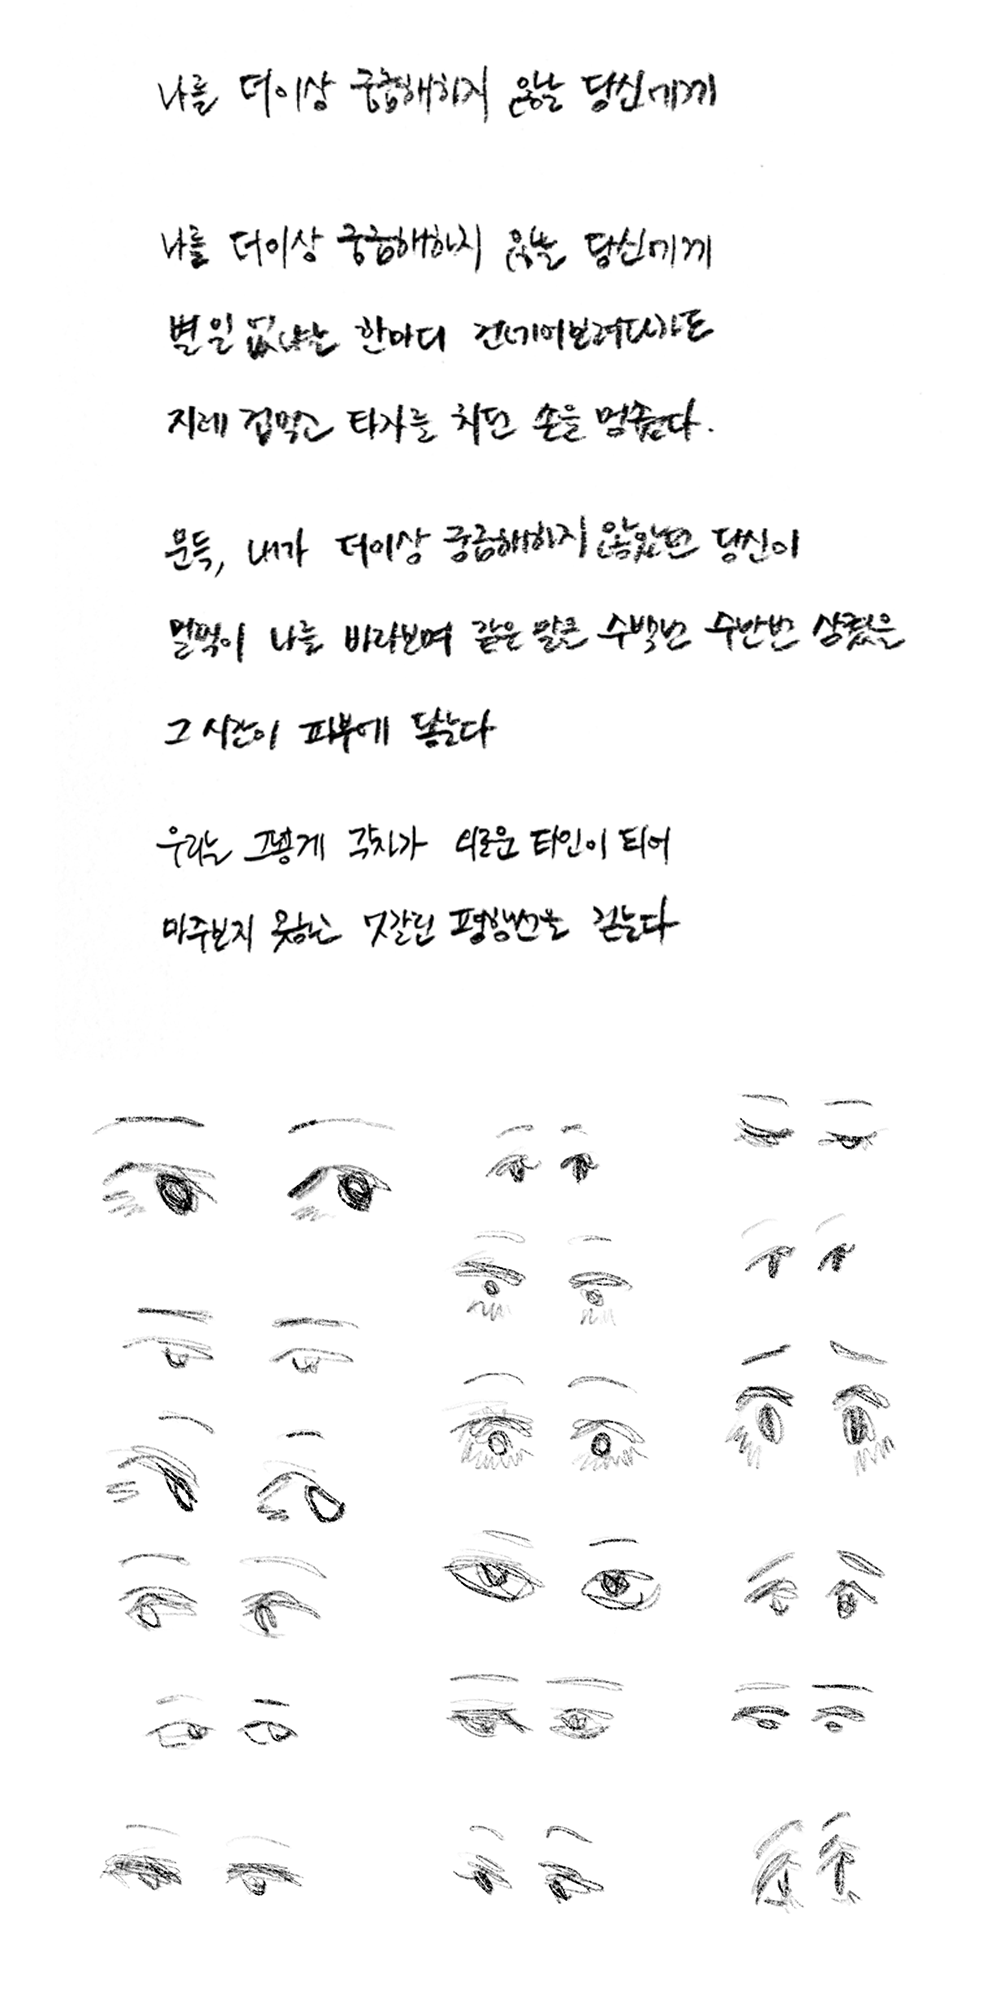 나를 더이상 궁금해하지 않는 당신에게
나를 더이상 궁금해하지 않는 당신에게
별일 없냐는 한마디 건네어보려다가도
지레 겁먹고 타자를 치던 손을 멈췄다.
문득, 내가 더이상 궁금해하지 않았던 당신이
멀찍이 나를 바라보며 같은 말을 수백번 수만번 삼켰을
그 시간이 피부에 닿는다
우리는 그렇게 각자가 외로운 타인이 되어
마주보지 못하는 엇갈린 평행선을 걷는다